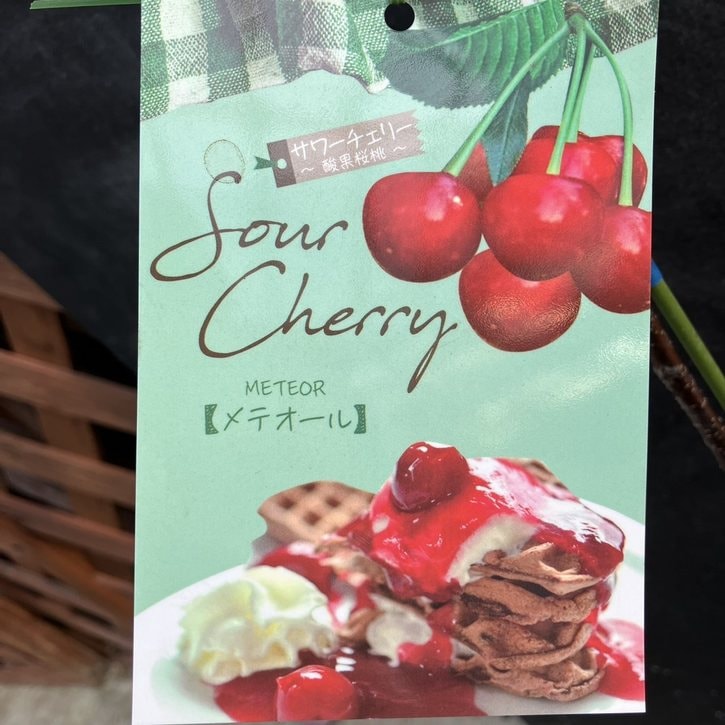 サワーチェリー
～ 酸果桜桃 ～
Sour
Cherry
METEOR
【メテオール】